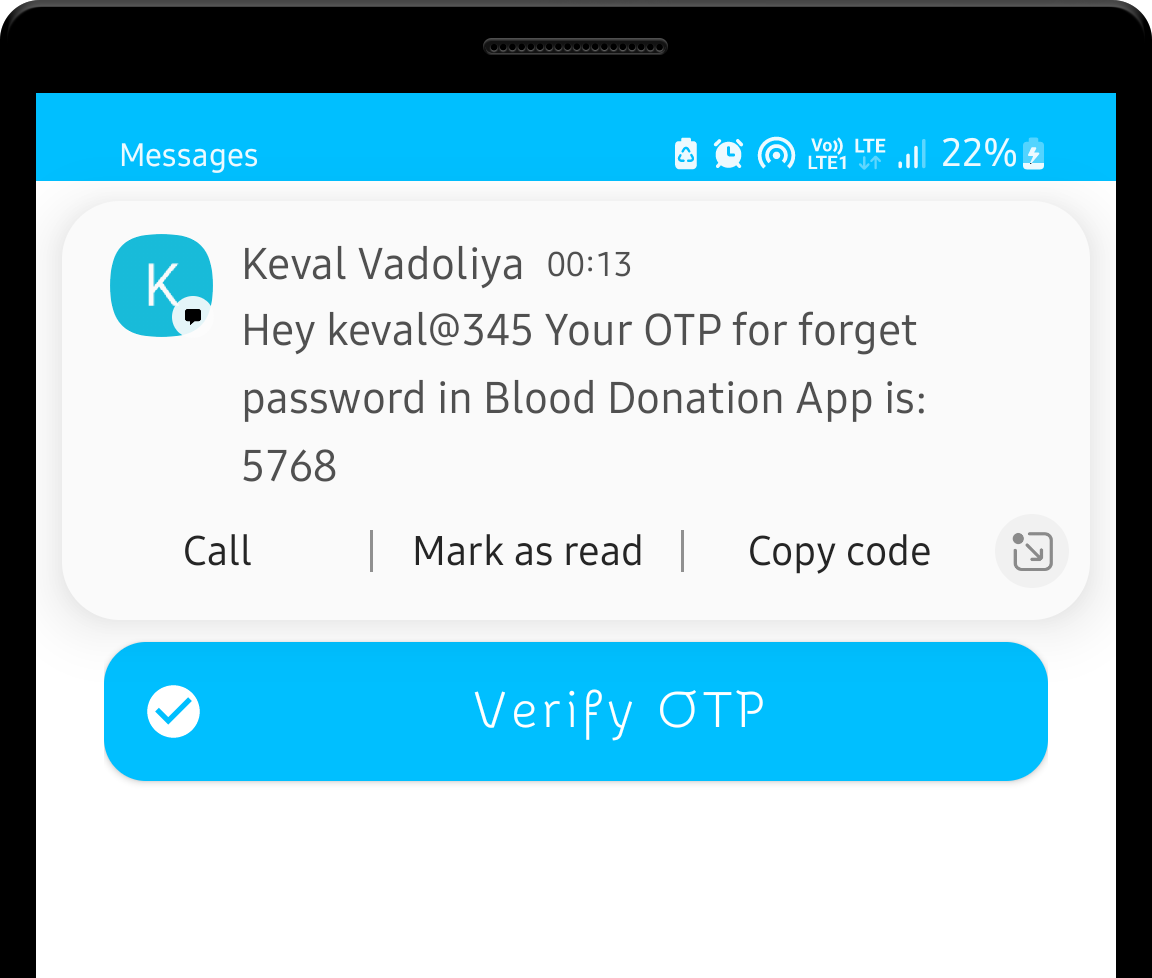 Messages Vo)) LTE1 LTE 22%
K Keval Vadoliya 00:13
Hey keval@345 Your OTP for forget
password in Blood Donation App is:
5768
Call Mark as read Copy code
Verify OTP